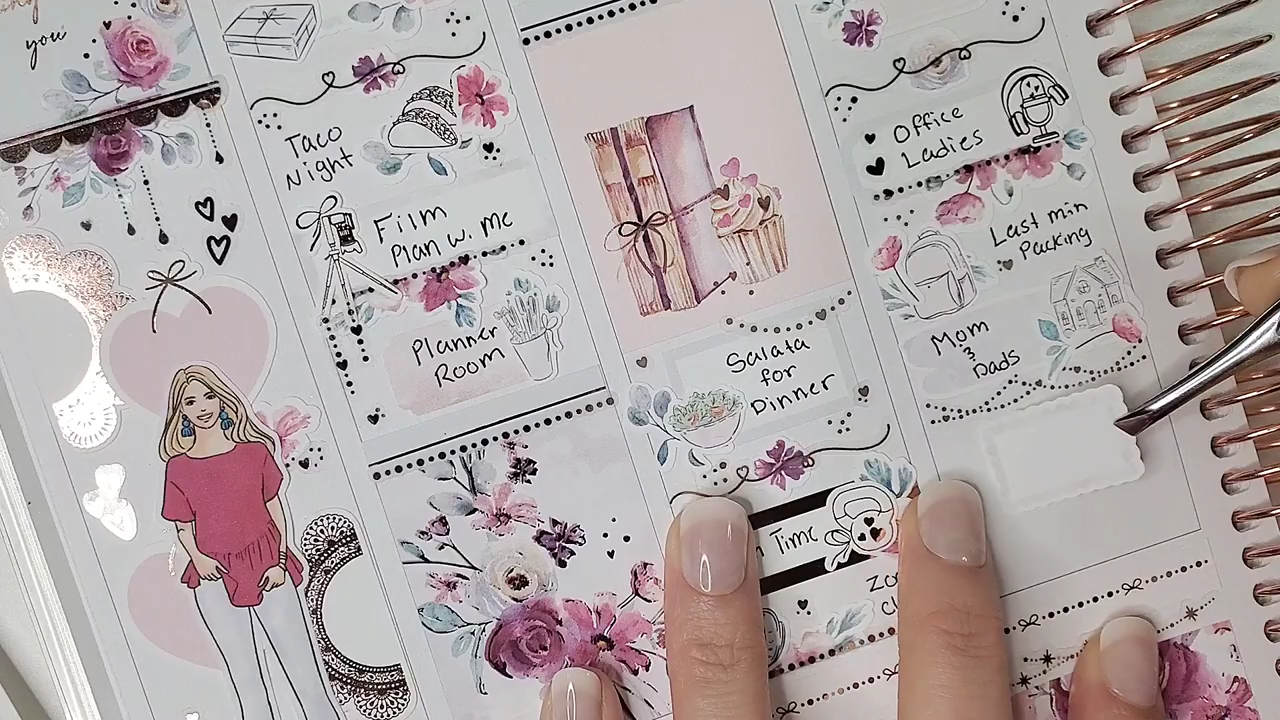 you
Taco
Night
Film
Plan w. me
Planner
Room
Salata
for
Dinner
Time
Office
Ladies
Last min
Packing
Mom
&
Dads